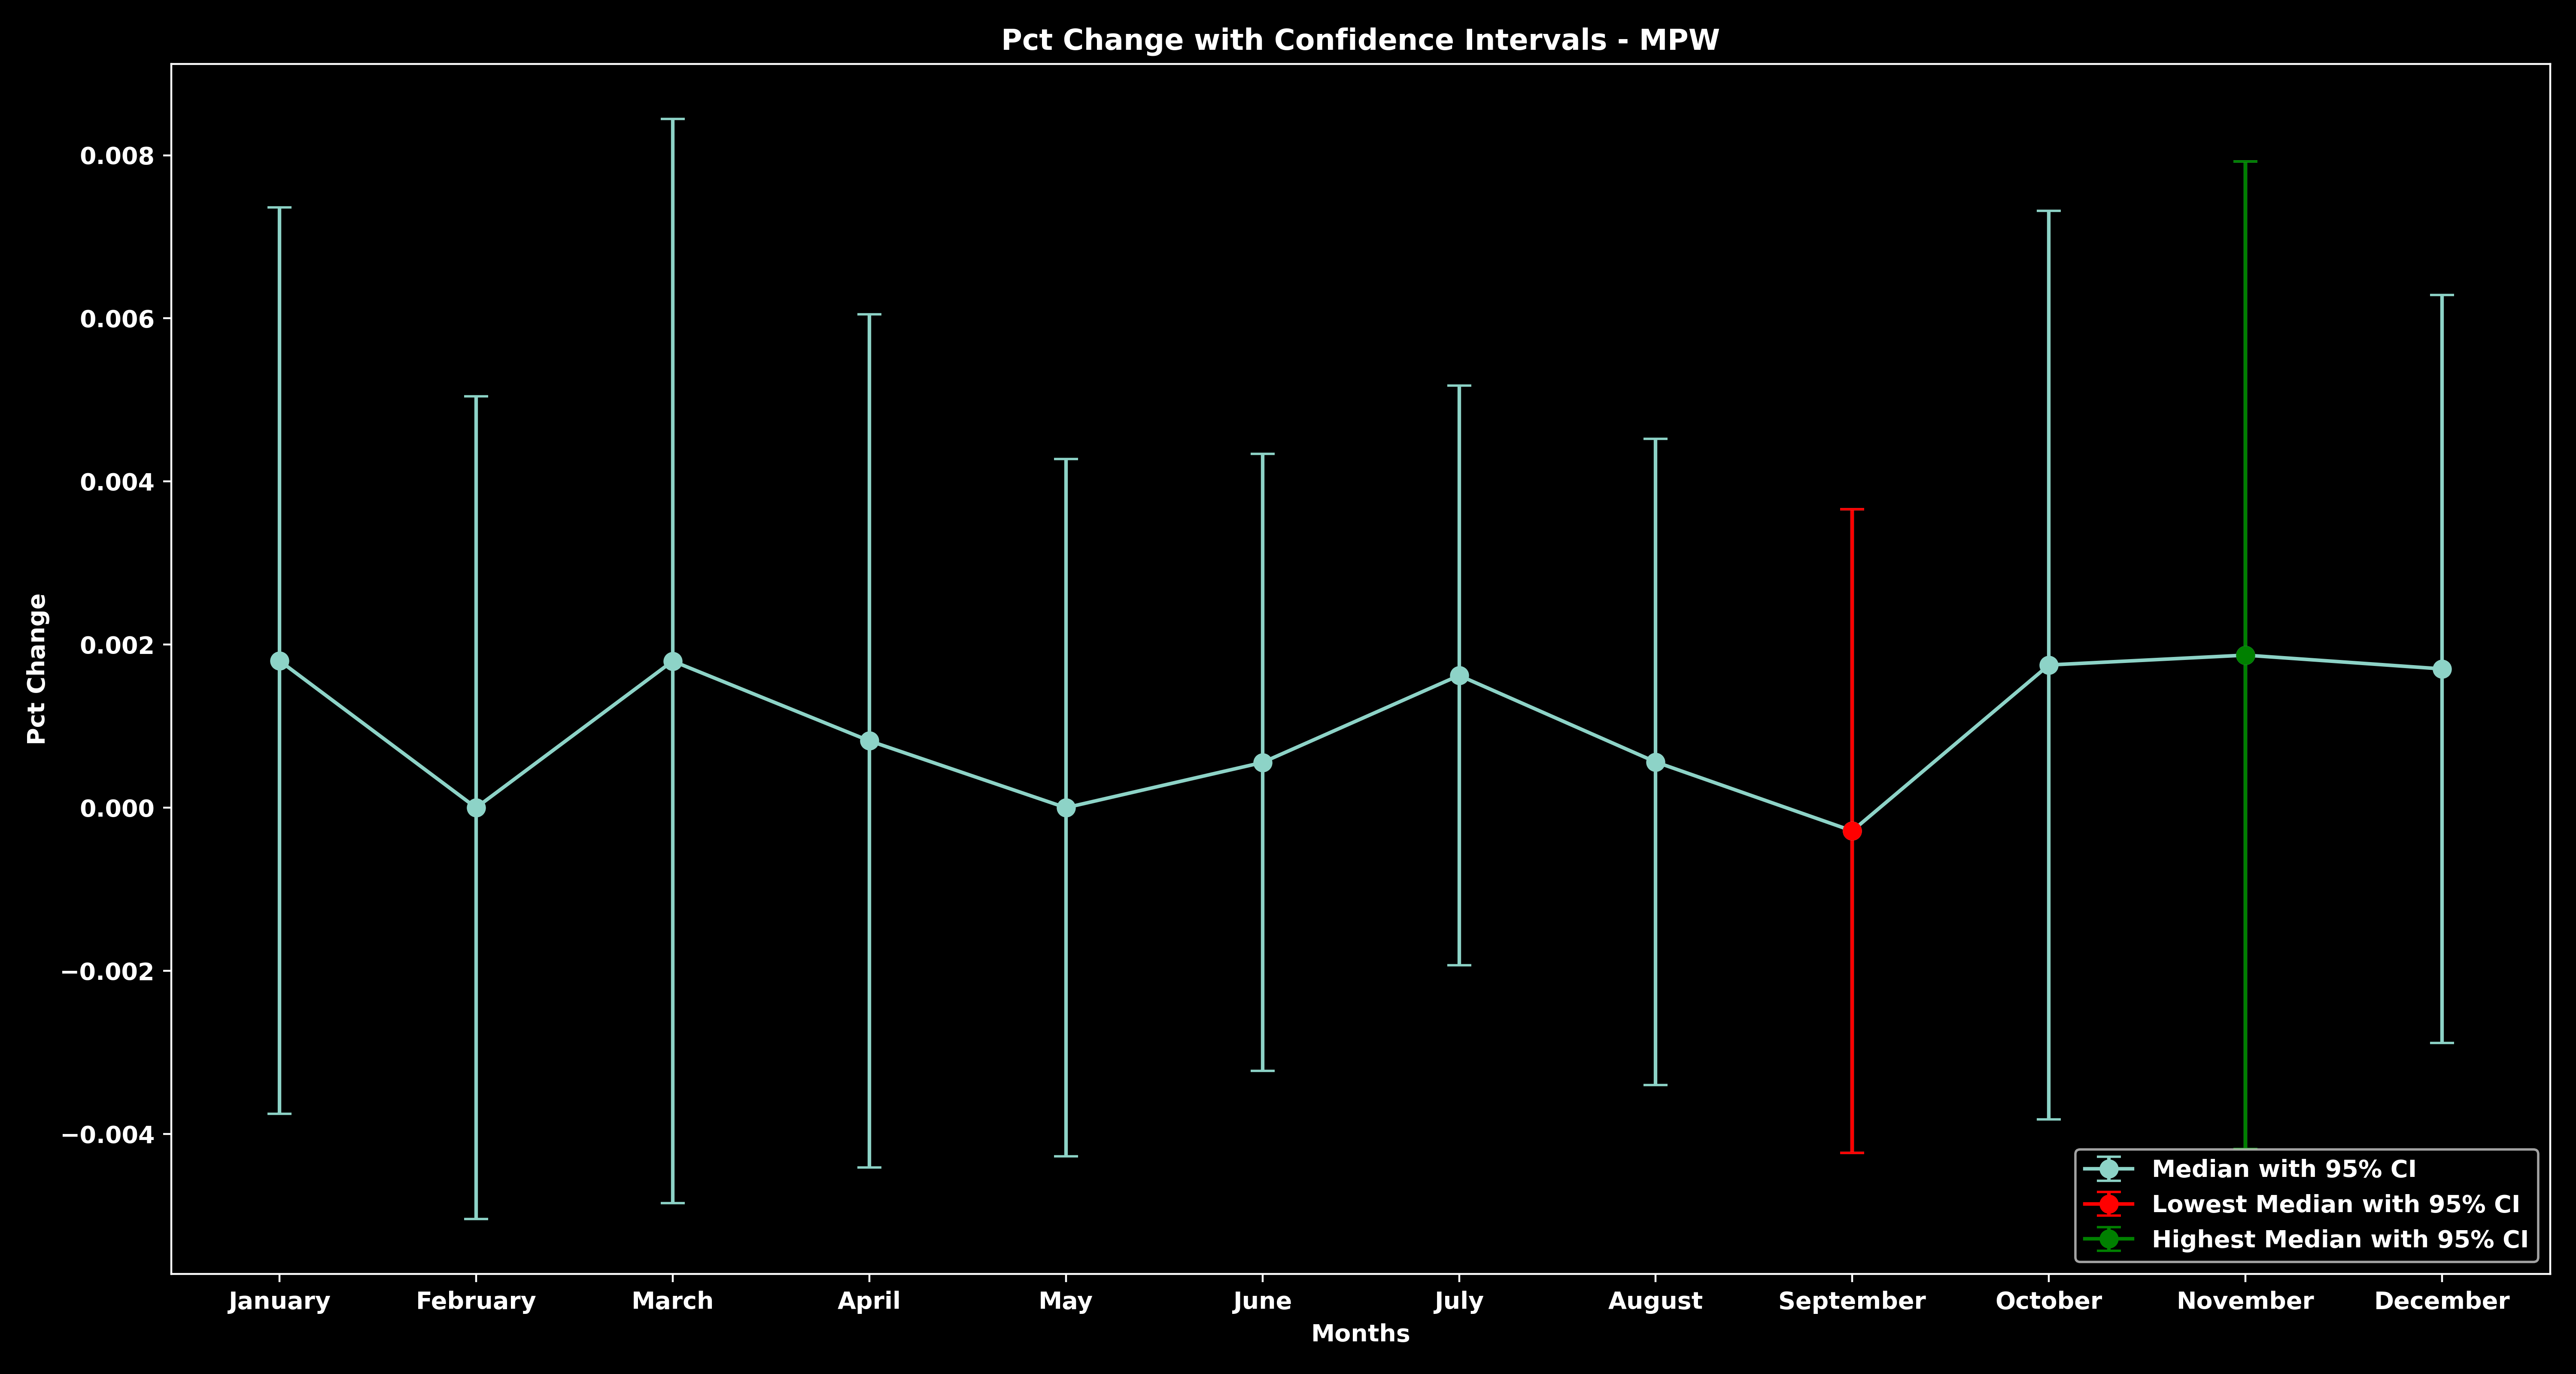 Pct Change with Confidence Intervals - MPW
Pct Change
0.008
0.006
0.004
0.002
0.000
−0.002
−0.004
Median with 95% CI
Lowest Median with 95% CI
Highest Median with 95% CI
January February March April May June July August September October November December
Months